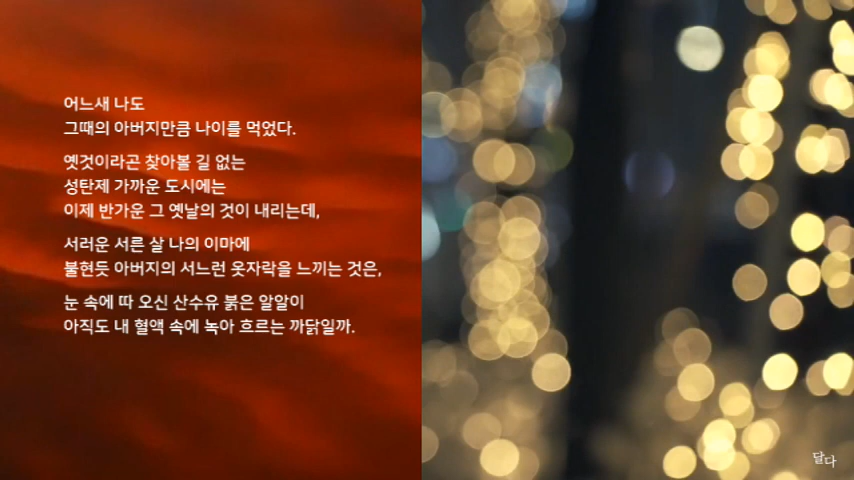 어느새 나도
그때의 아버지만큼 나이를 먹었다.
옛것이라곤 찾아볼 길 없는
성탄제 가까운 도시에는
이제 반가운 그 옛날의 것이 내리는데,
서러운 서른 살 나의 이마에
불현듯 아버지의 서느런 옷자락을 느끼는 것은,
눈 속에 따 오신 산수유 붉은 알알이
아직도 내 혈액 속에 녹아 흐르는 까닭일까.
달다